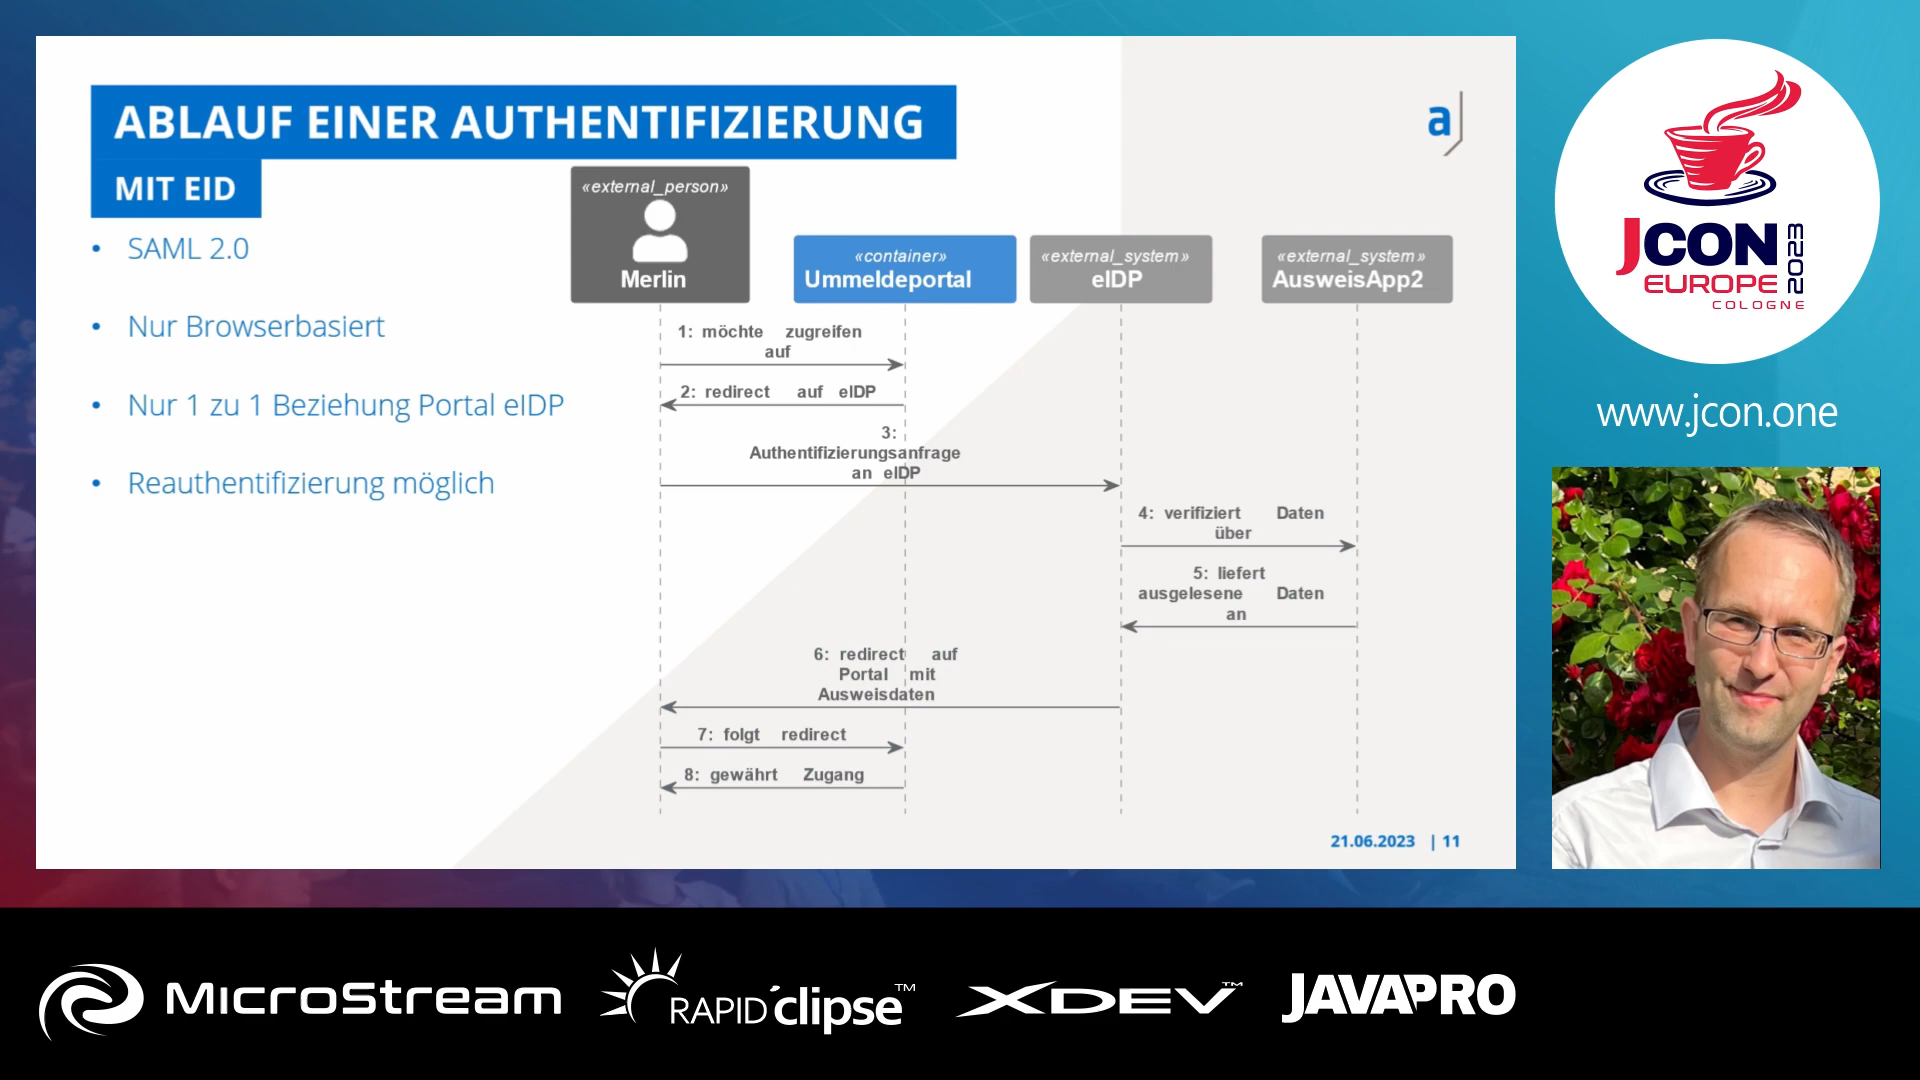 ABLAUF EINER AUTHENTIFIZIERUNG
MIT EID
• SAML 2.0
• Nur Browserbasiert
• Nur 1 zu 1 Beziehung Portal eIDP
• Reauthentifizierung möglich
«external_person»
Merlin
«container»
Ummeldeportal
«external_system»
eIDP
«external_system»
AusweisApp2
1: möchte zugreifen
auf
2: redirect auf eIDP
3:
Authentifizierungsanfrage
an eIDP
4: verifiziert Daten
über
5: liefert
ausgelesene Daten
an
6: redirect auf
Portal mit
Ausweisdaten
7: folgt redirect
8: gewährt Zugang
21.06.2023 | 11
a
JCON
EUROPE
COLOGNE
2023
www.jcon.one
MICROSTREAM
RAPID'clipse™
XDEV™
JAVAPRO